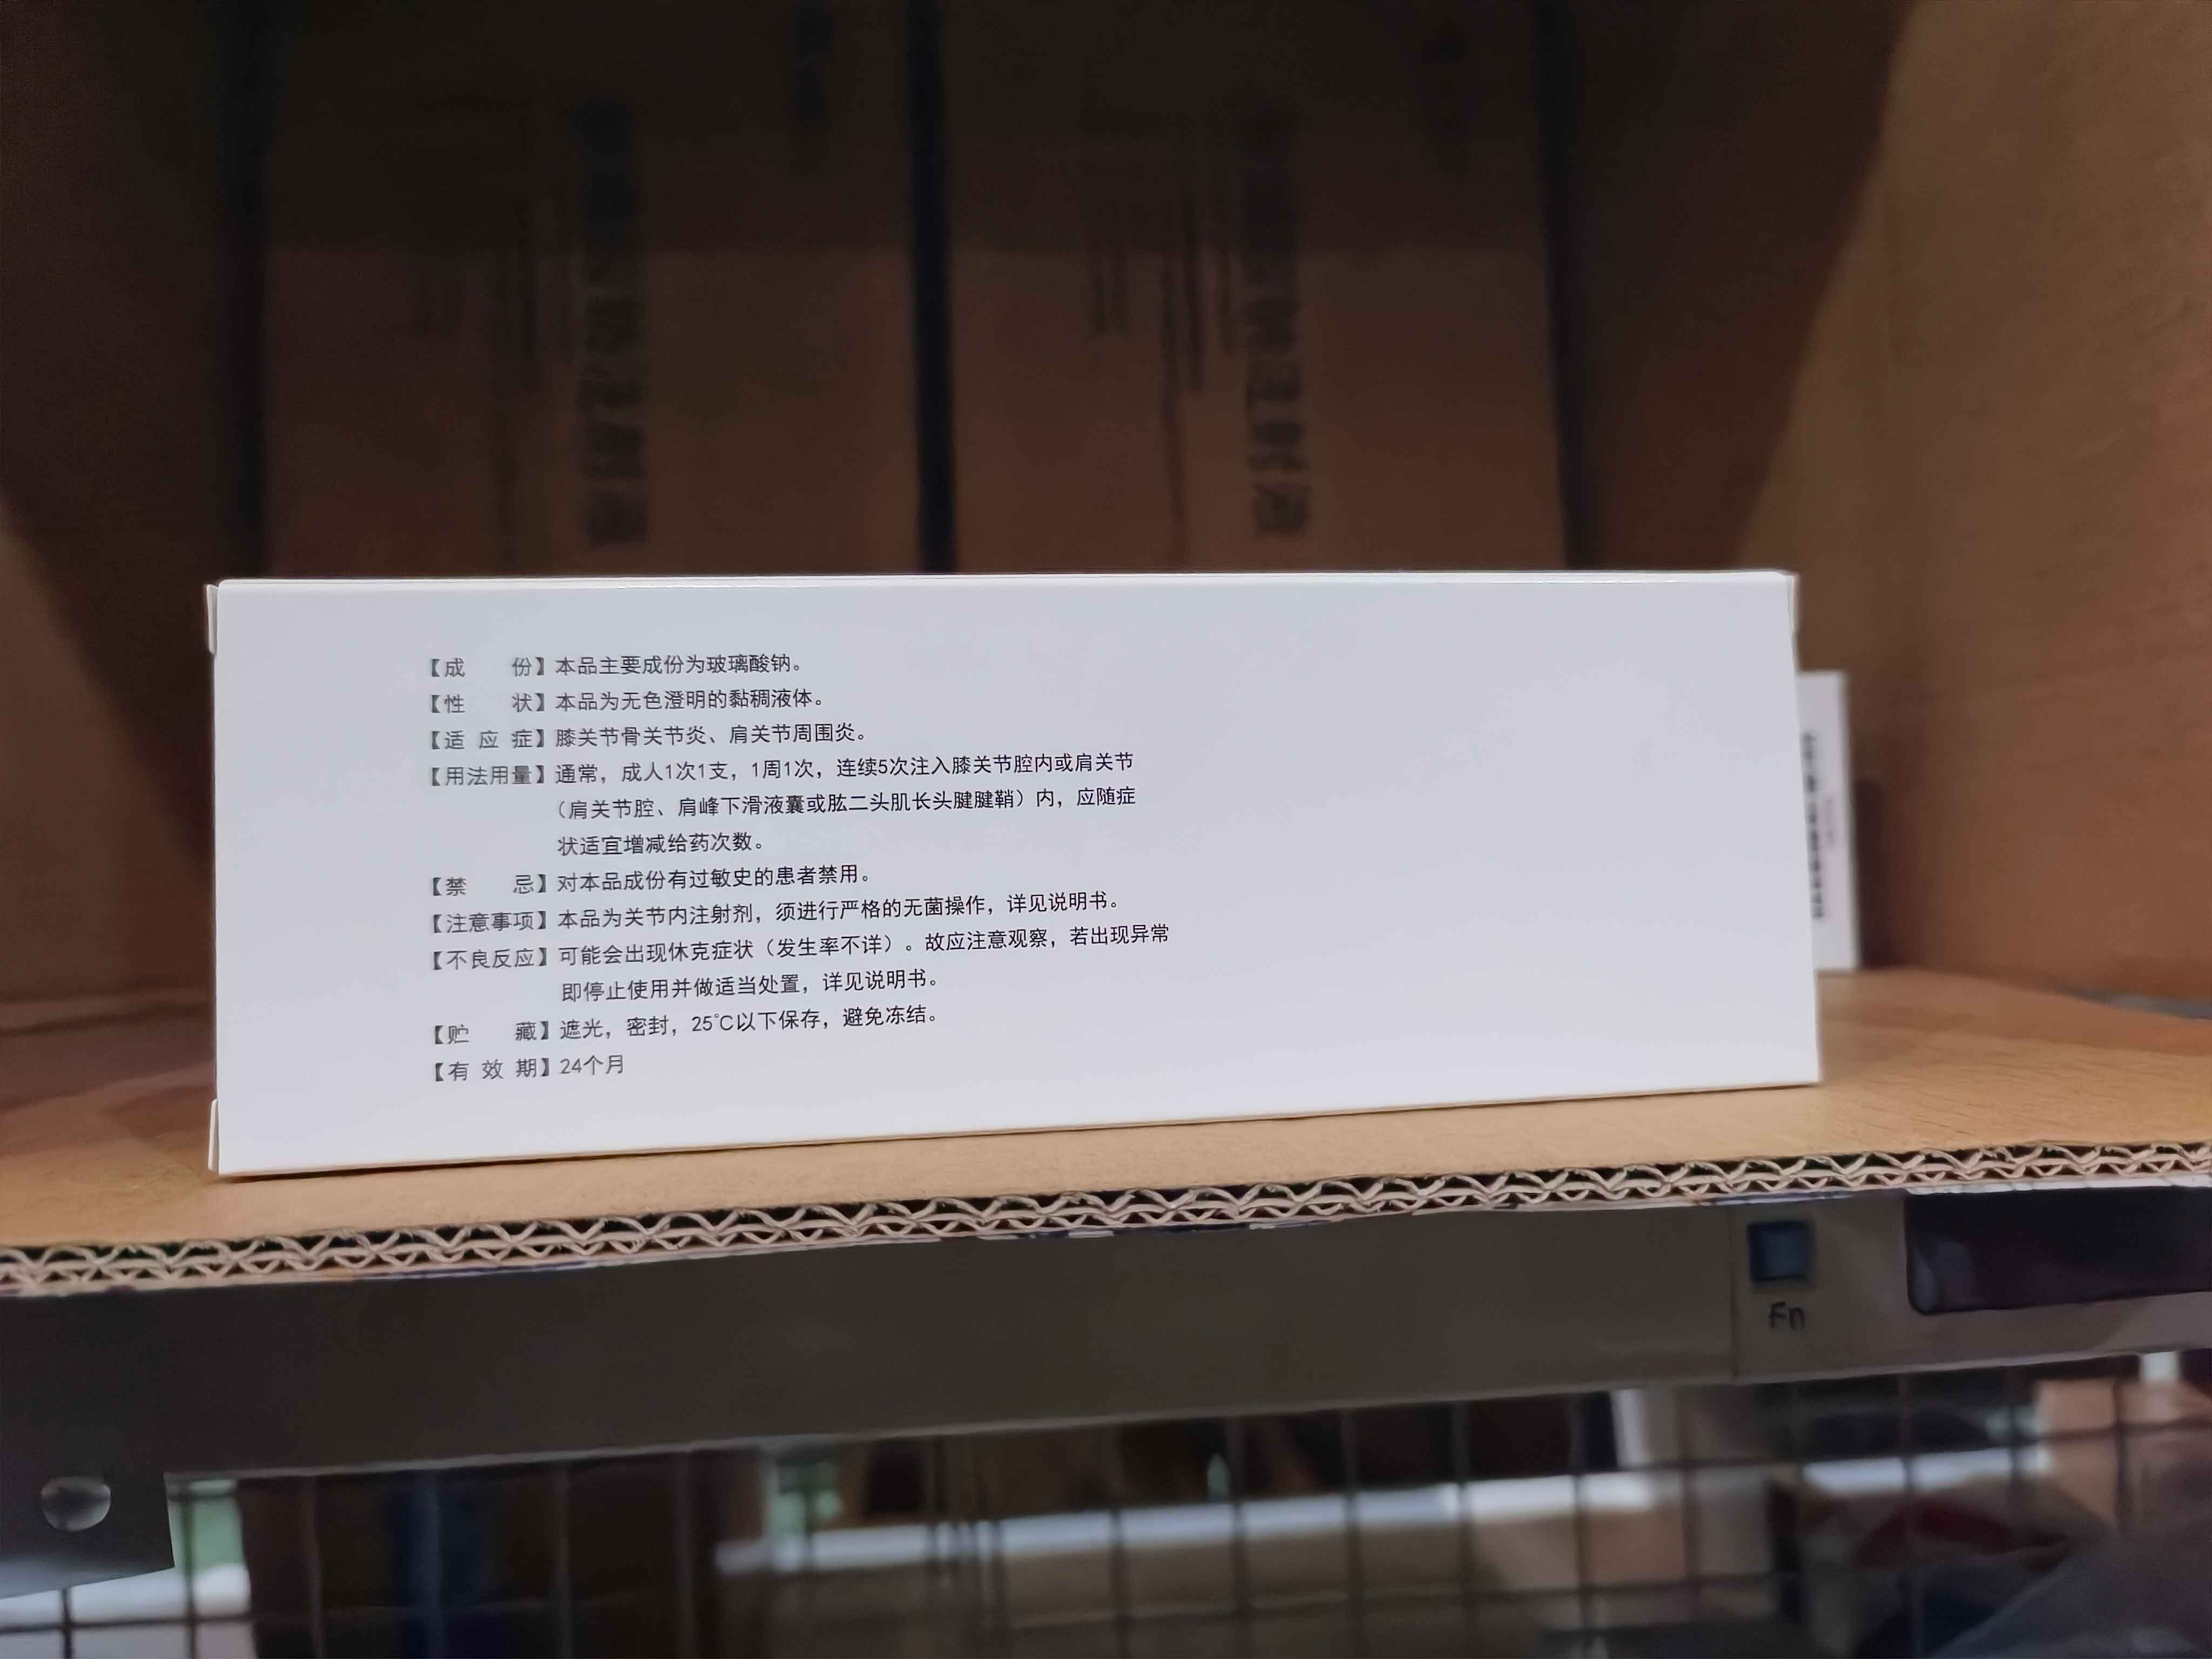 【成 份】本品主要成份为玻璃酸钠。
【性 状】本品为无色澄明的黏稠液体。
【适 应 症】膝关节骨关节炎、肩关节周围炎。
【用法用量】通常，成人1次1支，1周1次，连续5次注入膝关节腔内或肩关节
（肩关节腔、肩峰下滑液囊或肱二头肌长头腱腱鞘）内，应随症
状适宜增减给药次数。
【禁 忌】对本品成份有过敏史的患者禁用。
【注意事项】本品为关节内注射剂，须进行严格的无菌操作，详见说明书。
【不良反应】可能会出现休克症状（发生率不详）。故应注意观察，若出现异常
即停止使用并做适当处置，详见说明书。
【贮 藏】遮光，密封，25℃以下保存，避免冻结。
【有 效 期】24个月
Fn